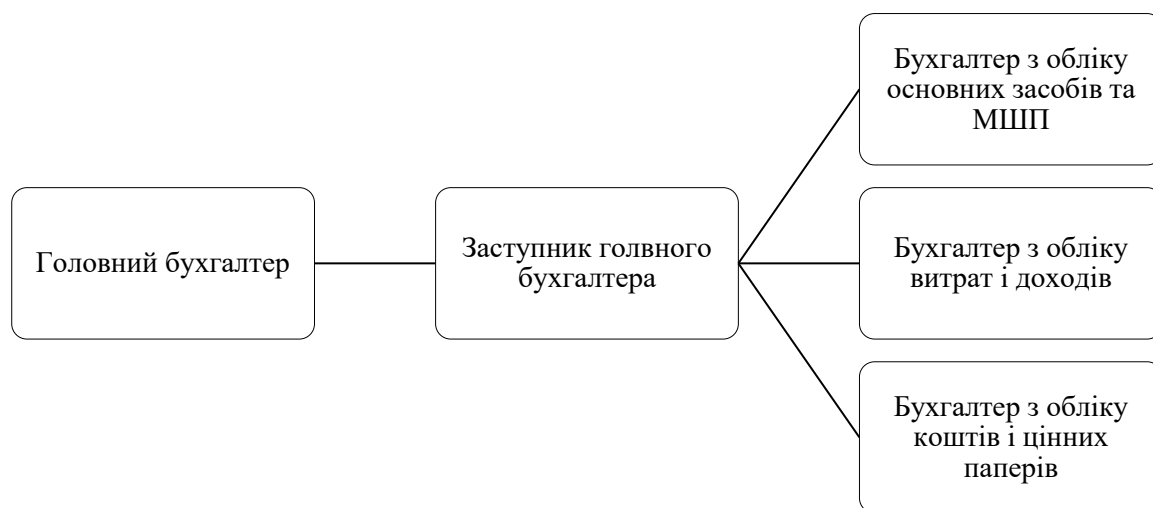 Головний бухгалтер
Заступник голвного
бухгалтера
Бухгалтер з обліку
основних засобів та
МШП
Бухгалтер з обліку
витрат і доходів
Бухгалтер з обліку
коштів і цінних
паперів